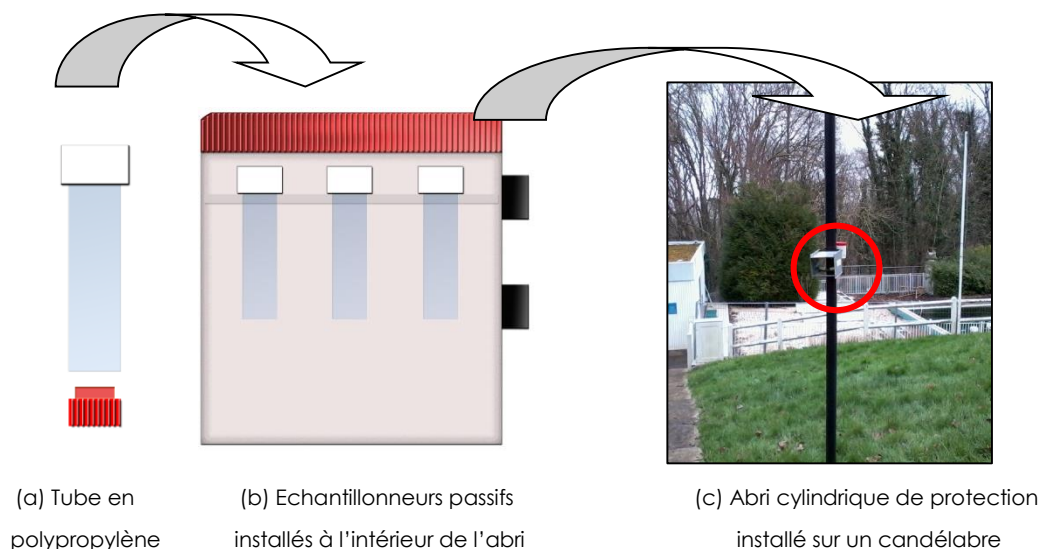 (a) Tube en
polypropylène
(b) Echantillonneurs passifs
installés à l'intérieur de l'abri
(c) Abri cylindrique de protection
installé sur un candélabre